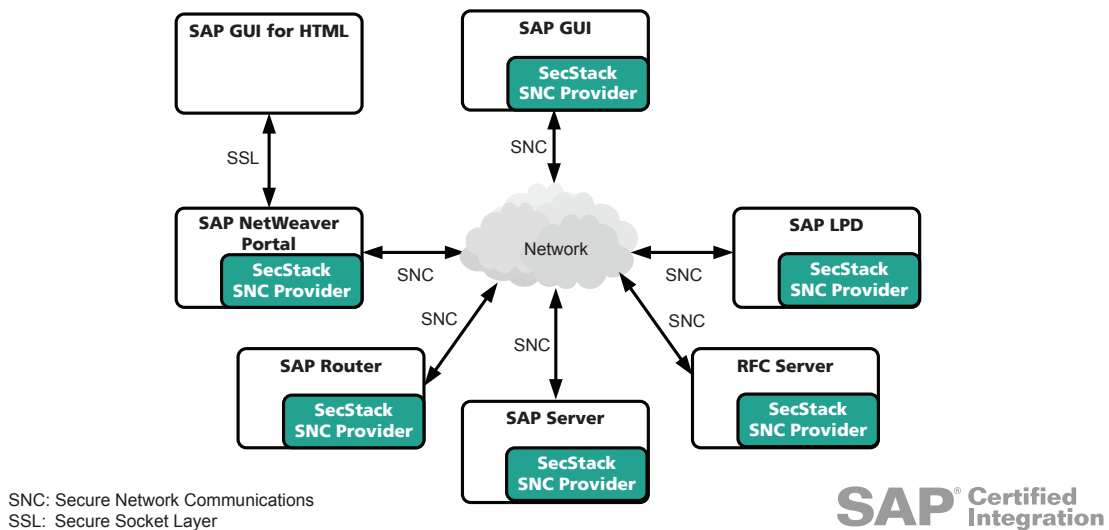 SAP GUI for HTML
SAP GUI
SecStack
SNC Provider
SSL
SNC
SAP NetWeaver
Portal
SecStack
SNC Provider
SNC
Network
SNC
SAP LPD
SecStack
SNC Provider
SNC
SNC
SNC
SAP Router
SecStack
SNC Provider
SAP Server
SecStack
SNC Provider
RFC Server
SecStack
SNC Provider
SNC: Secure Network Communications
SSL: Secure Socket Layer
SAP® Certified
Integration